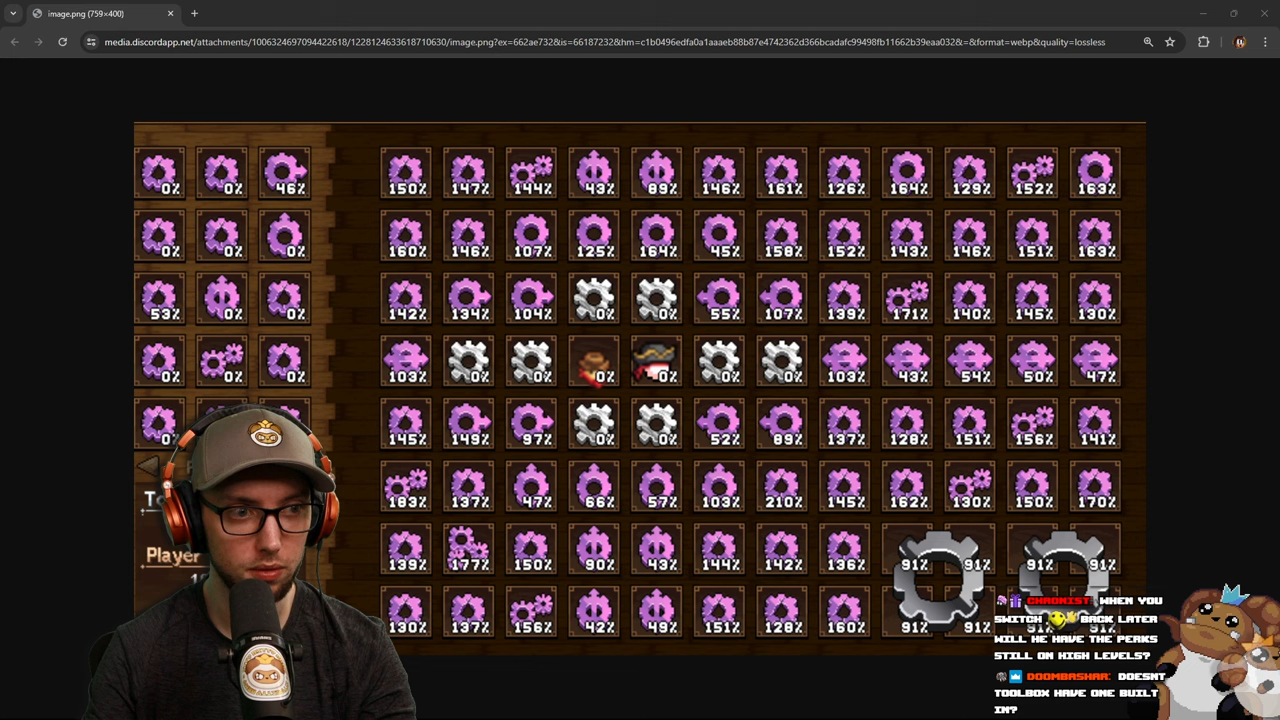 image.png (759×400)
media.discordapp.net/attachments/1006324697094422618/1228124633618710630/image.png?ex=662ae732&is=66187232&hm=c1b0496edfa0a1aaaeb88b87e4742362d366bcadafc99498fb11662b39eaa032&=&format=webp&quality=lossless
0% 0% 46% 150% 147% 144% 43% 89% 146% 161% 126% 164% 129% 152% 163%
0% 0% 0% 160% 146% 107% 125% 164% 45% 158% 152% 143% 146% 151% 163%
53% 0% 0% 142% 134% 104% 0% 0% 55% 107% 139% 171% 140% 145% 130%
0% 0% 0% 103% 0% 0% 0% 0% 0% 0% 103% 43% 54% 50% 47%
145% 149% 97% 0% 0% 52% 89% 137% 128% 151% 156% 141%
183% 137% 47% 66% 57% 103% 210% 145% 162% 130% 150% 170%
139% 177% 150% 90% 43% 144% 142% 136% 91% 91% 91% 91%
130% 137% 156% 42% 49% 151% 128% 160% 91% 91%
Player
CHRONIST: WHEN YOU
SWITCH BACK LATER
WILL HE HAVE THE PERKS
STILL ON HIGH LEVELS?
DOOMBASHAR: DOESNT
TOOLBOX HAVE ONE BUILT
IN?